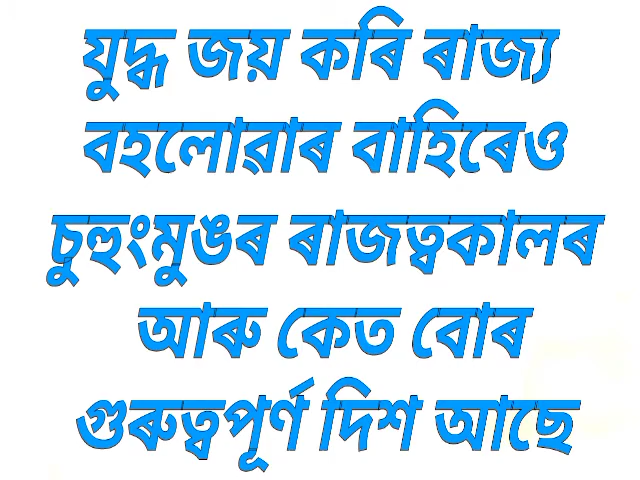 যুদ্ধ জয় কৰি ৰাজ্য
বহলোৱাৰ বাহিৰেও
চুহুংমুঙৰ ৰাজত্বকালৰ
আৰু কেত বোৰ
গুৰুত্বপূৰ্ণ দিশ আছে